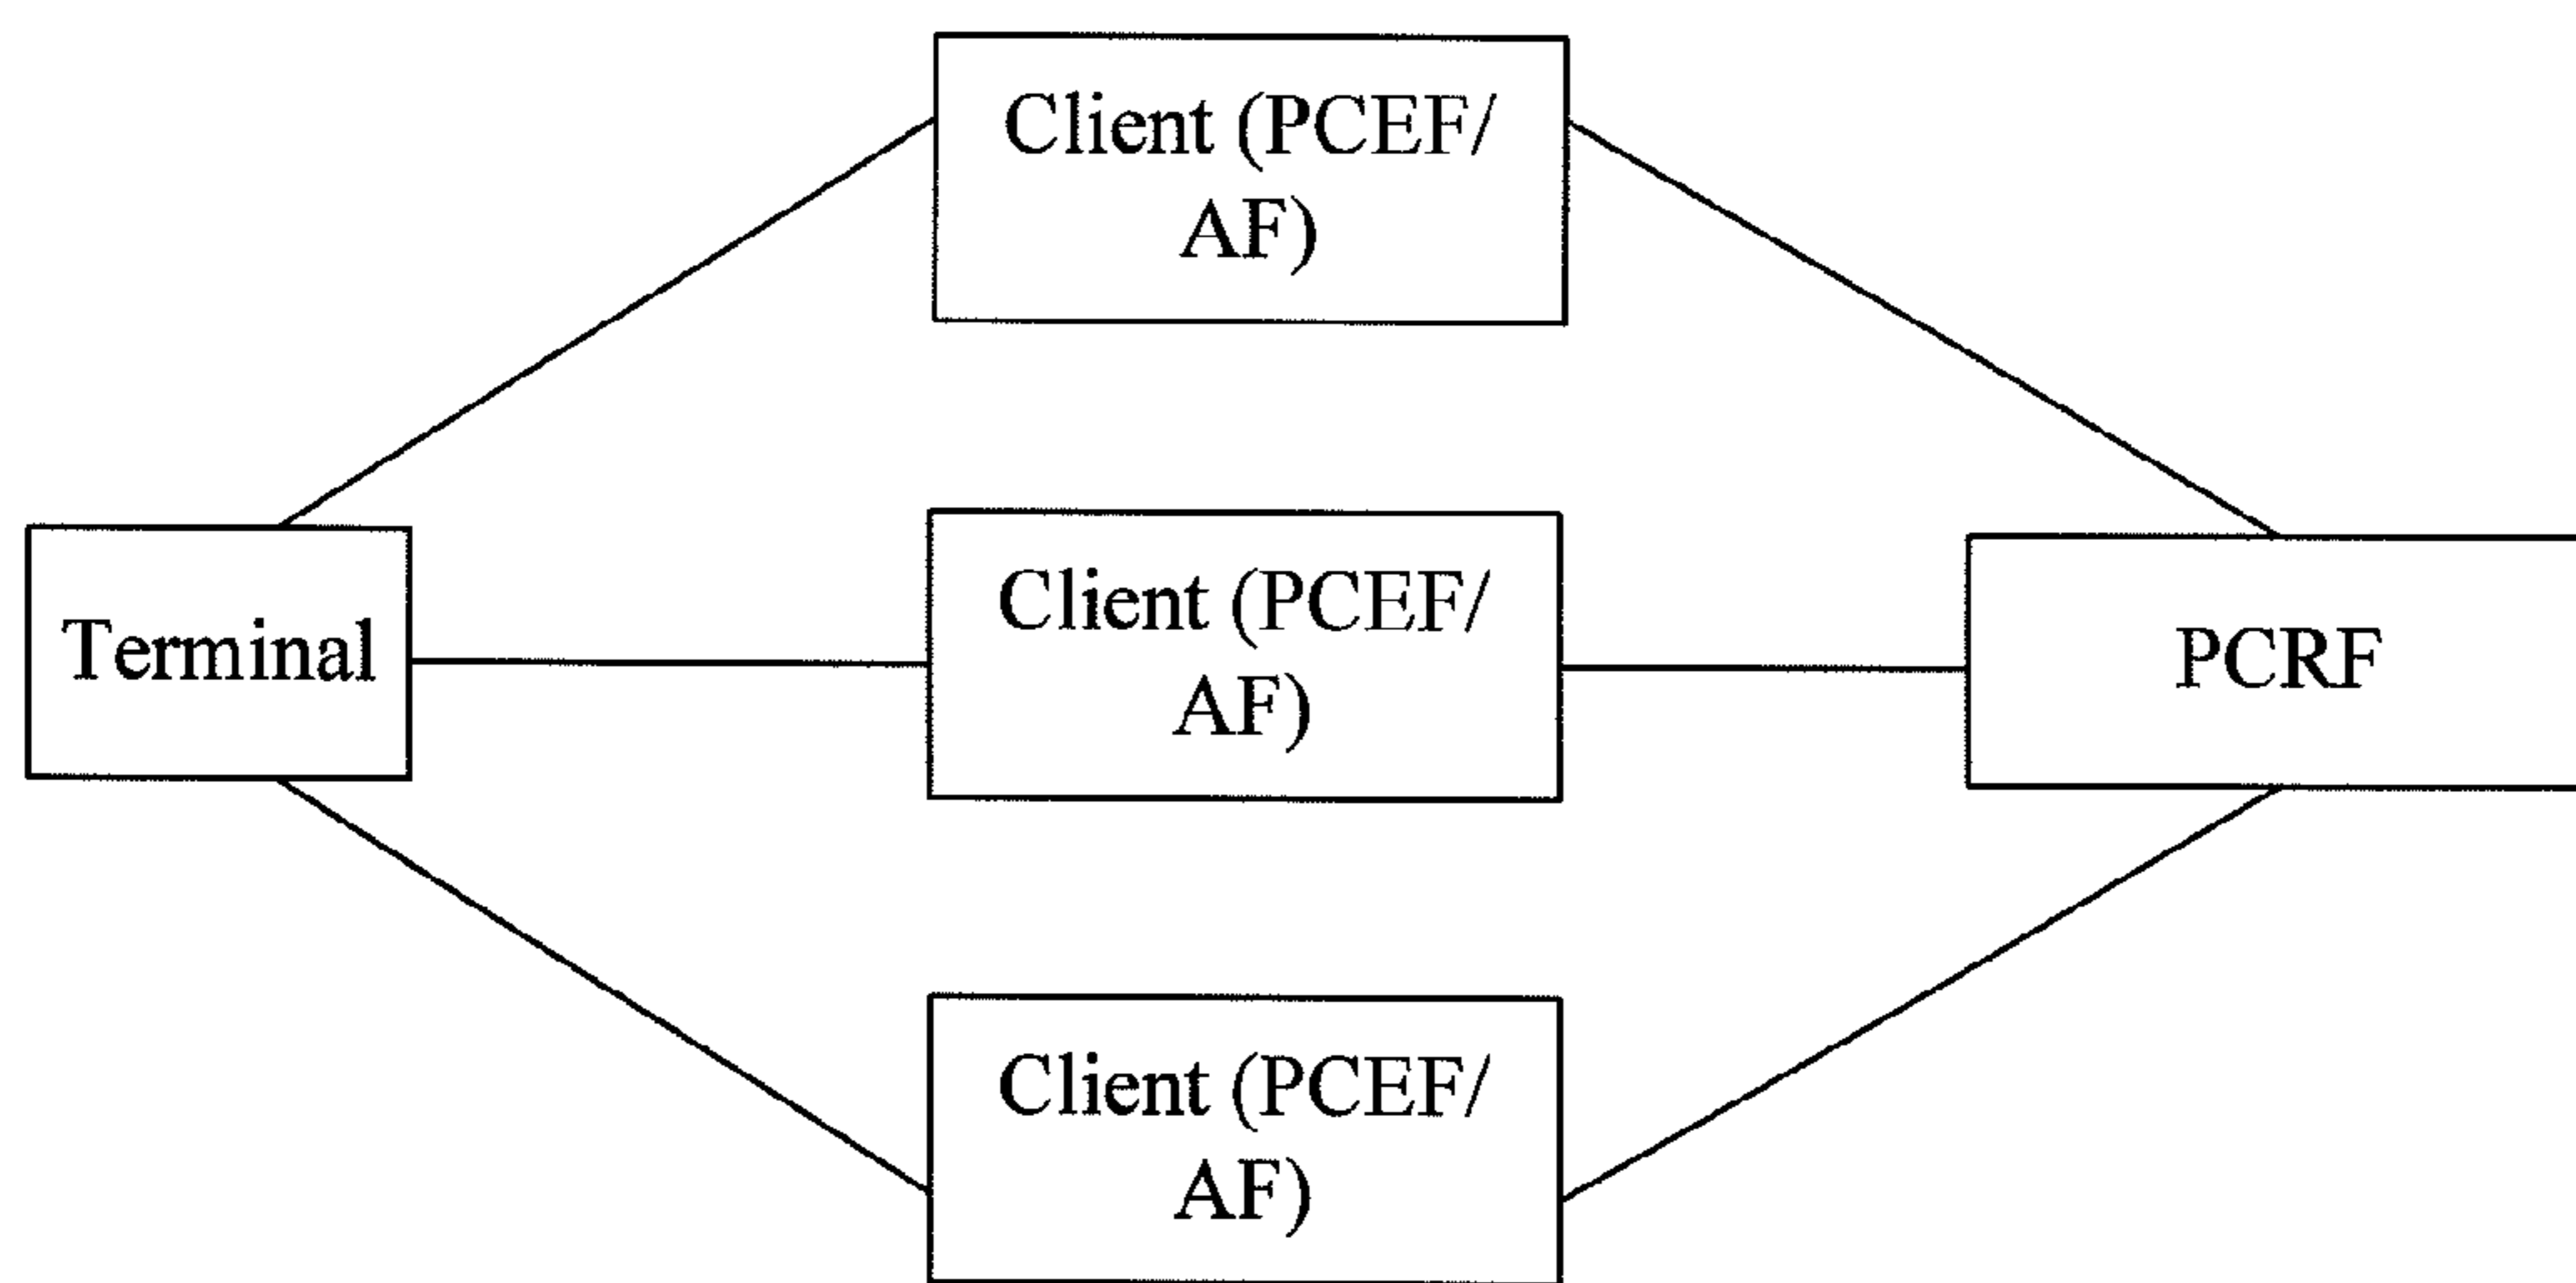 Client (PCEF/
AF)
Terminal
Client (PCEF/
AF)
PCRF
Client (PCEF/
AF)